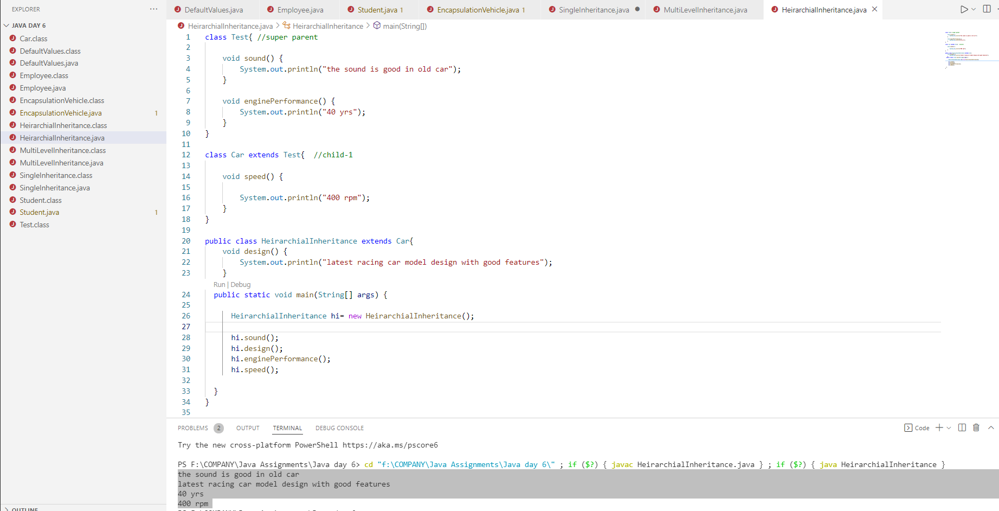 EXPLORER
JAVA DAY 6
Car.class
DefaultValues.class
DefaultValues.java
Employee.class
Employee.java
EncapsulationVehicle.class
EncapsulationVehicle.java 1
HeirarchialInheritance.class
HeirarchialInheritance.java
MultiLevelInheritance.class
MultiLevelInheritance.java
SingleInheritance.class
SingleInheritance.java
Student.class
Student.java 1
Test.class
OUTLINE
DefaultValues.java Employee.java Student.java 1 EncapsulationVehicle.java 1 SingleInheritance.java MultiLevelInheritance.java HeirarchialInheritance.java
HeirarchialInheritance.java > HeirarchialInheritance > main(String[])
1 class Test{ //super parent
2
3 void sound() {
4 System.out.println("the sound is good in old car");
5 }
6
7 void enginePerformance() {
8 System.out.println("40 yrs");
9 }
10 }
11
12 class Car extends Test{  //child-1
13
14 void speed() {
15
16 System.out.println("400 rpm");
17 }
18 }
19
20 public class HeirarchialInheritance extends Car{
21 void design() {
22 System.out.println("latest racing car model design with good features");
23 }
Run | Debug
24 public static void main(String[] args) {
25
26 HeirarchialInheritance hi= new HeirarchialInheritance();
27
28 hi.sound();
29 hi.design();
30 hi.enginePerformance();
31 hi.speed();
32
33 }
34 }
35
PROBLEMS 2 OUTPUT TERMINAL DEBUG CONSOLE Code
Try the new cross-platform PowerShell https://aka.ms/pscore6
PS F:\COMPANY\Java Assignments\Java day 6> cd "f:\COMPANY\Java Assignments\Java day 6\" ; if ($?) { javac HeirarchialInheritance.java } ; if ($?) { java HeirarchialInheritance }
the sound is good in old car
latest racing car model design with good features
40 yrs
400 rpm